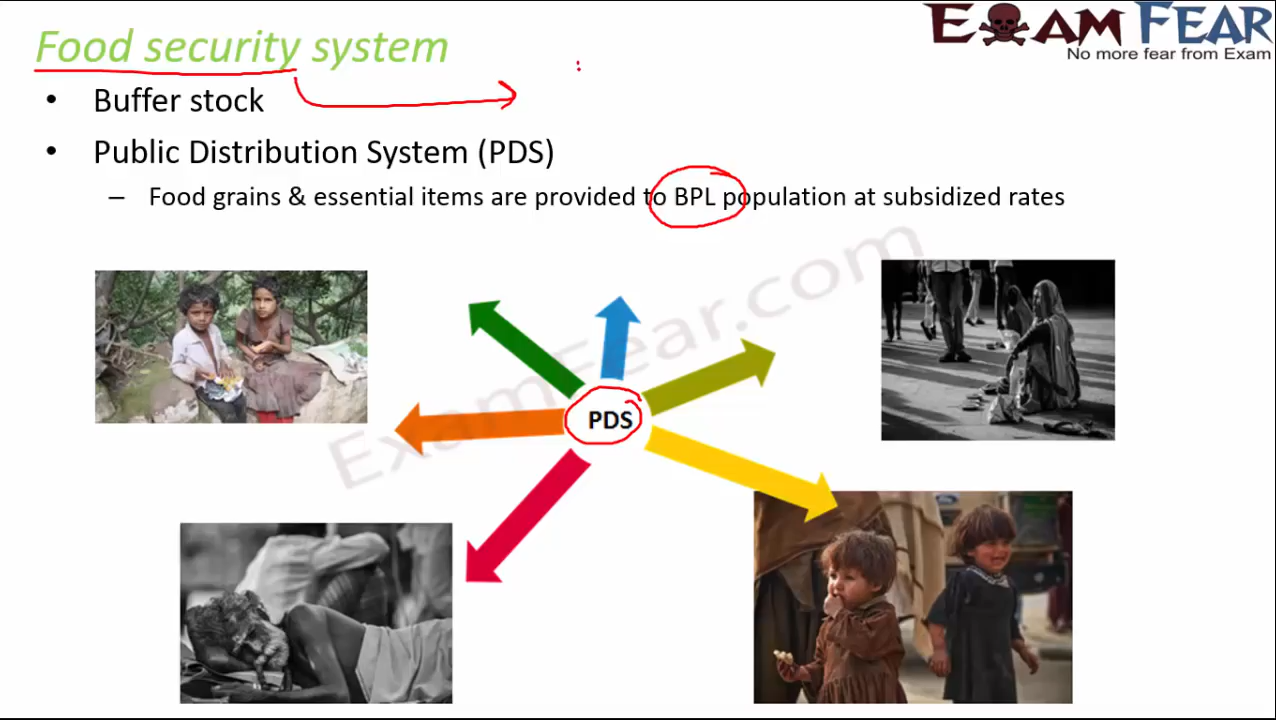 Food security system
EXAM FEAR
No more fear from Exam
• Buffer stock
• Public Distribution System (PDS)
– Food grains & essential items are provided to BPL population at subsidized rates
ExamFear.com
PDS